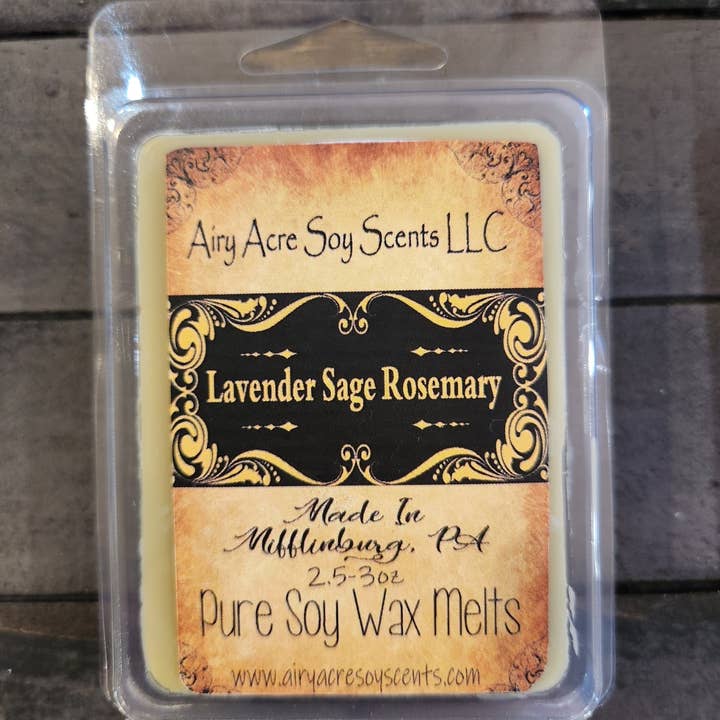 Airy Acre Soy Scents LLC
Lavender Sage Rosemary
Made In
Mifflinburg, PA
2.5-3oz
Pure Soy Wax Melts
www.airyacresoyscents.com